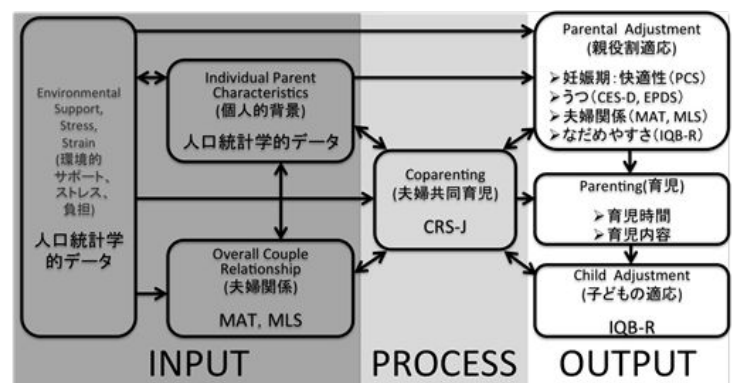 Environmental
Support,
Stress,
Strain
(環境的
サポート、
ストレス、
負担)
人口統計学
的データ
Individual Parent
Characteristics
(個人的背景)
人口統計学的データ
Overall Couple
Relationship
(夫婦関係)
MAT, MLS
Coparenting
(夫婦共同育児)
CRS-J
Parental Adjustment
(親役割適応)
➢妊娠期:快適性(PCS)
➢うつ(CES-D, EPDS)
➢夫婦関係(MAT, MLS)
➢なだめやすさ(IQB-R)
Parenting(育児)
➢育児時間
➢育児内容
Child Adjustment
(子どもの適応)
IQB-R
INPUT
PROCESS
OUTPUT